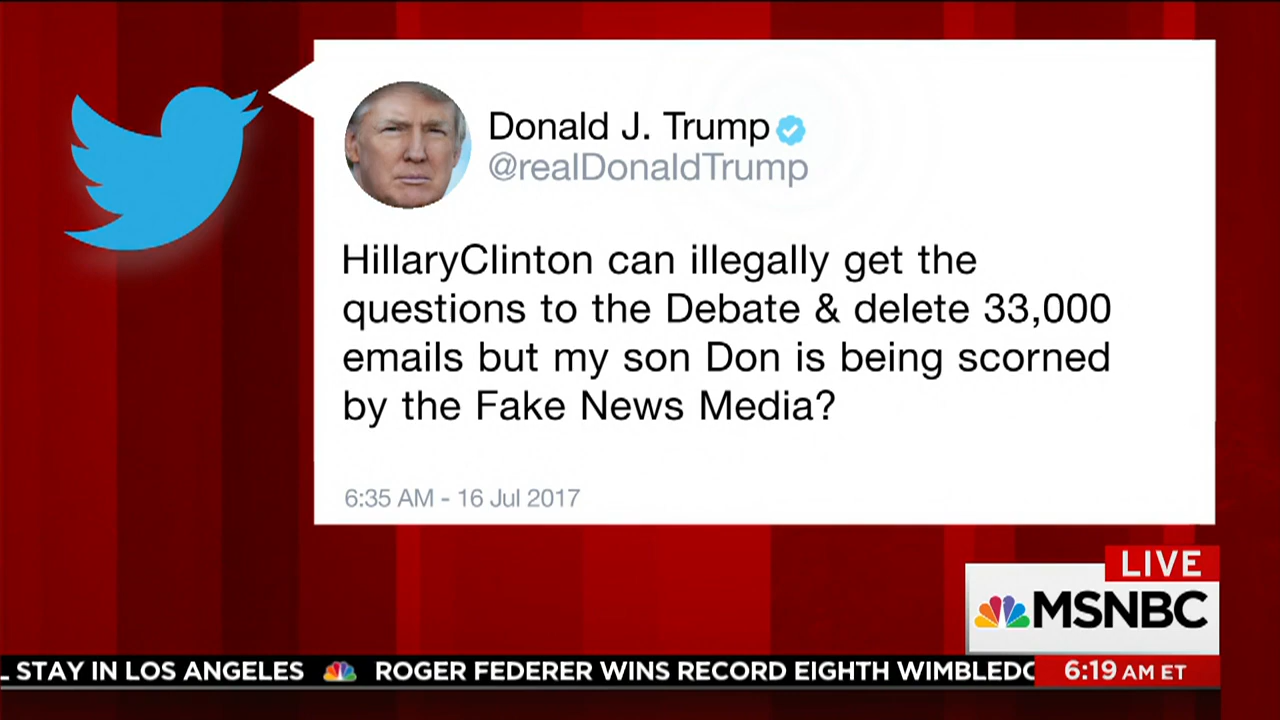 Donald J. Trump
@realDonaldTrump
HillaryClinton can illegally get the
questions to the Debate & delete 33,000
emails but my son Don is being scorned
by the Fake News Media?
6:35 AM - 16 Jul 2017
LIVE
MSNBC
STAY IN LOS ANGELES ROGER FEDERER WINS RECORD EIGHTH 6:19 AM ET